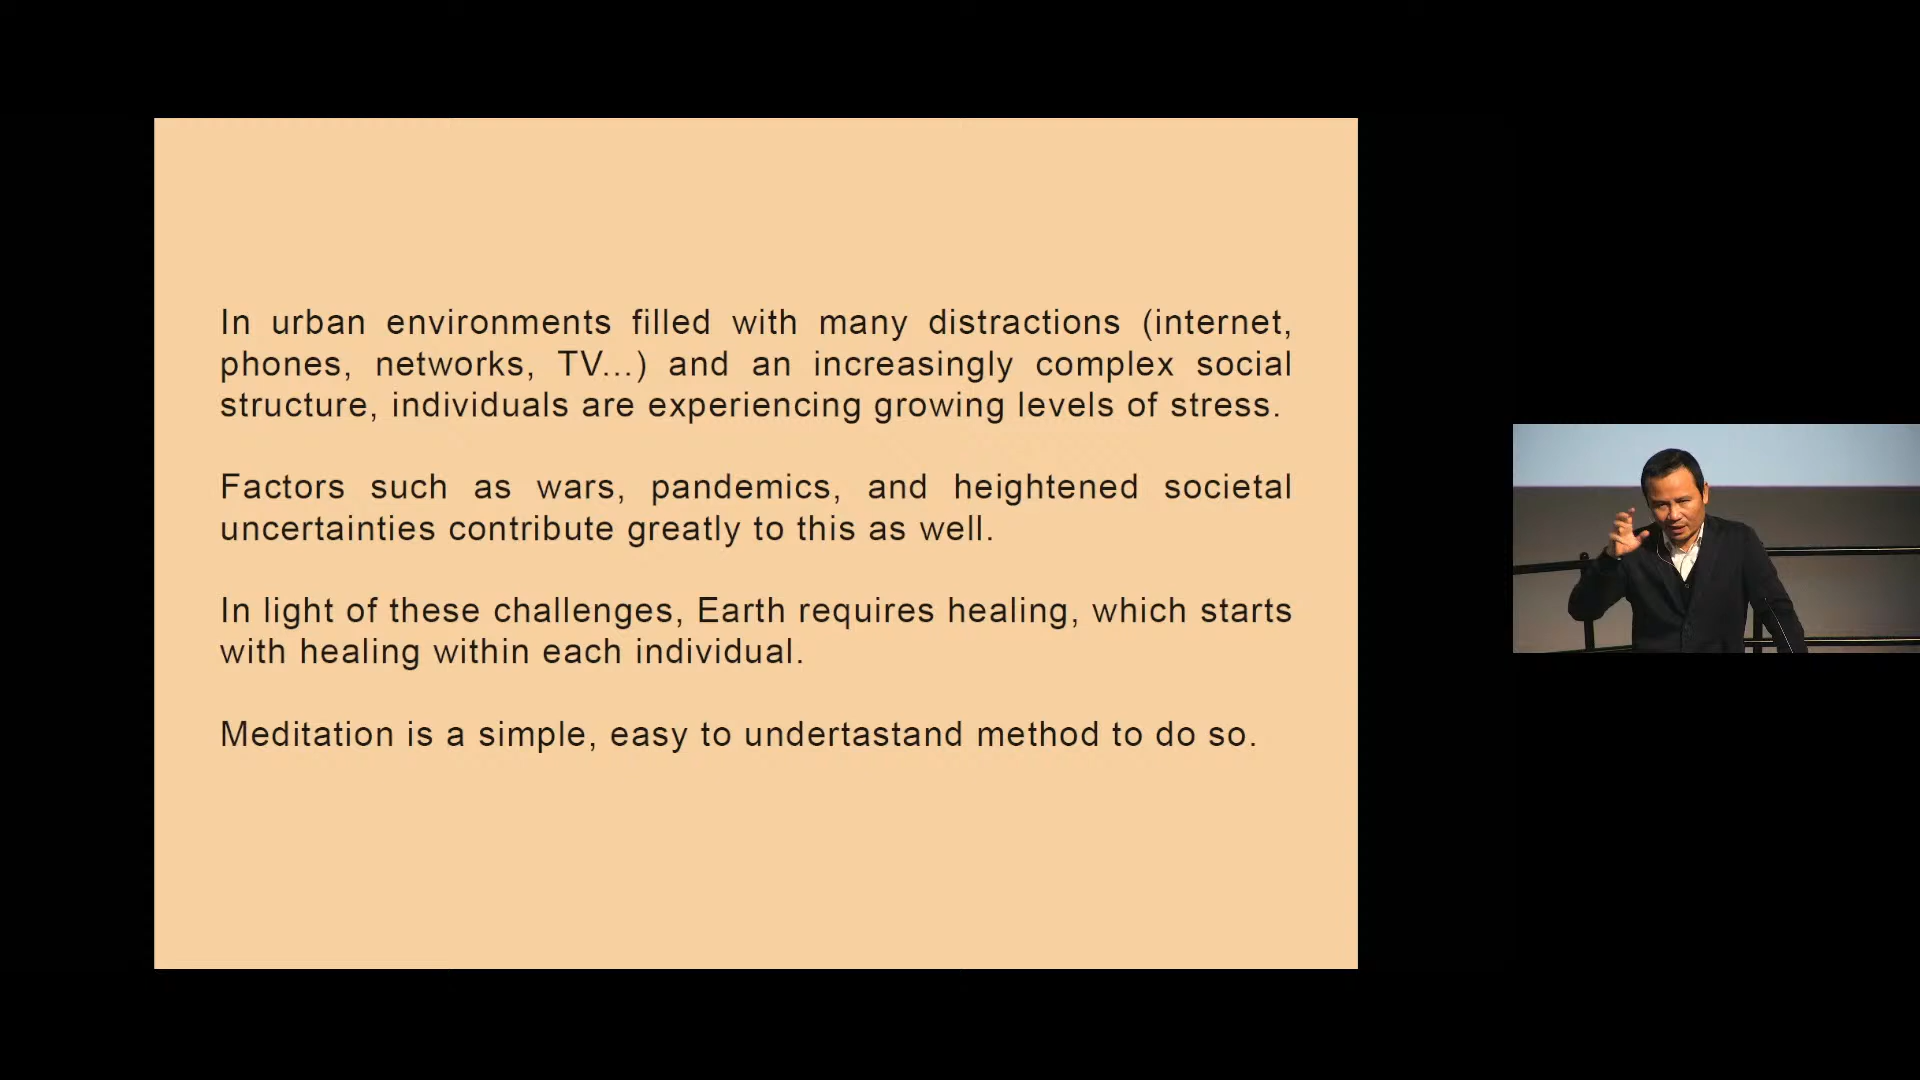 In urban environments filled with many distractions (internet,
phones, networks, TV...) and an increasingly complex social
structure, individuals are experiencing growing levels of stress.
Factors such as wars, pandemics, and heightened societal
uncertainties contribute greatly to this as well.
In light of these challenges, Earth requires healing, which starts
with healing within each individual.
Meditation is a simple, easy to undertastand method to do so.